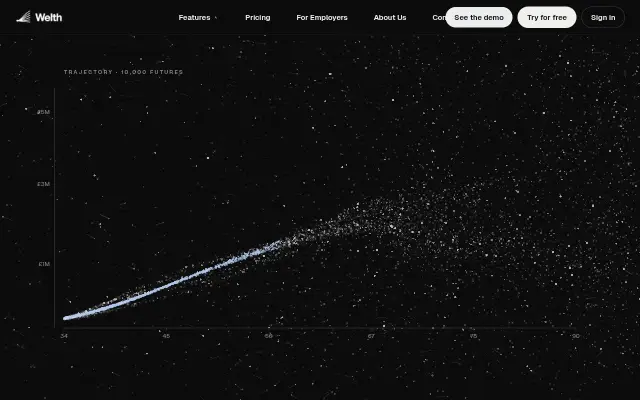 Welth
Features
Pricing
For Employers
About Us
Con
See the demo
Try for free
Sign in
TRAJECTORY · 10,000 FUTURES
£5M
£3M
£1M
34
45
56
67
78
90